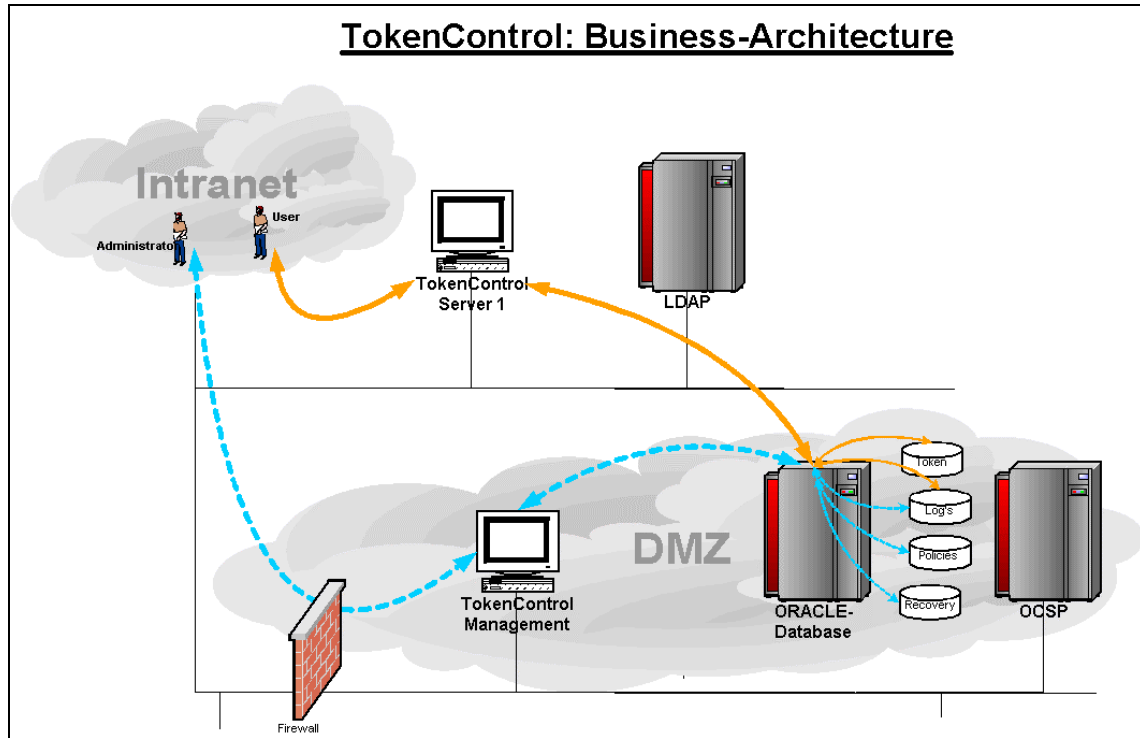 TokenControl: Business-Architecture
Intranet
User
Administrato
TokenControl
Server 1
LDAP
Token
Log's
DMZ
Policies
TokenControl
Management
Recovery
ORACLE-
Database
OCSP
Firewall